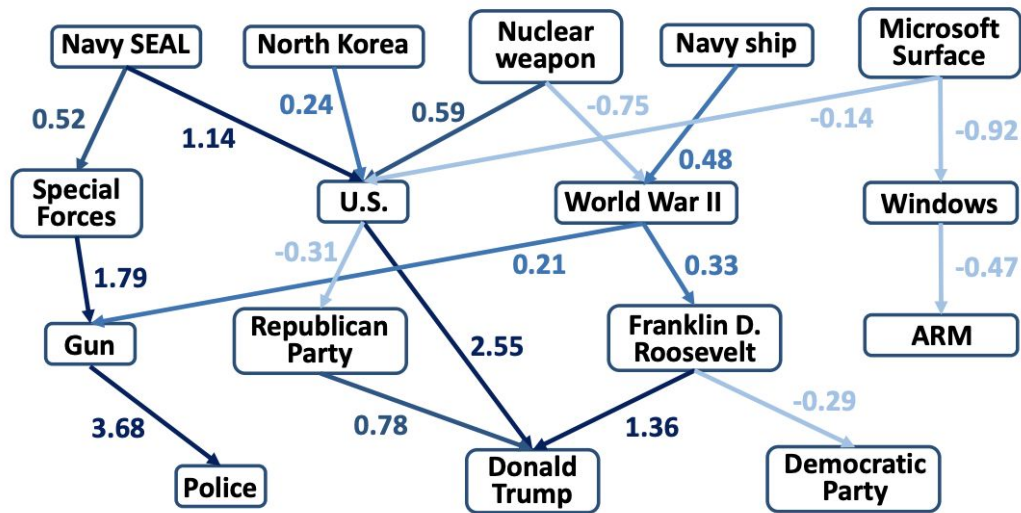 Navy SEAL
North Korea
Nuclear
weapon
Navy ship
Microsoft
Surface
0.52
1.14
0.24
0.59
-0.75
0.48
-0.14
-0.92
Special
Forces
U.S.
World War II
Windows
1.79
-0.31
2.55
0.21
0.33
-0.47
Gun
Republican
Party
Franklin D.
Roosevelt
ARM
3.68
0.78
1.36
-0.29
Police
Donald
Trump
Democratic
Party